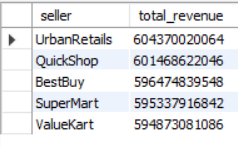 seller total_revenue
UrbanRetails 604370020064
QuickShop 601468622046
BestBuy 596474839548
SuperMart 595337916842
ValueKart 594873081086